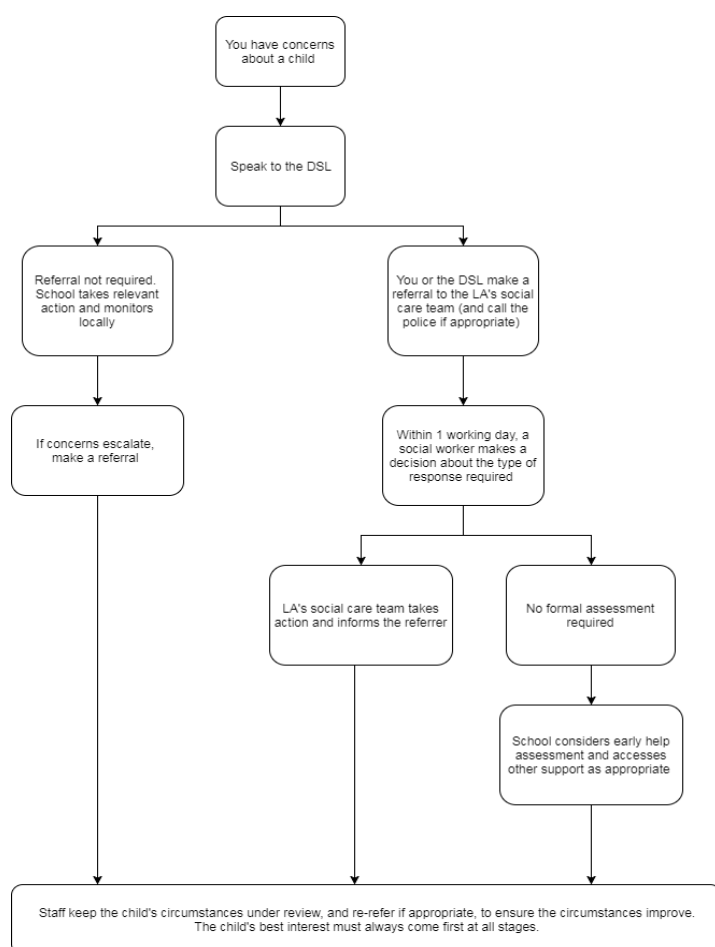 You have concerns
about a child
Speak to the DSL
Referral not required.
School takes relevant
action and monitors
locally
You or the DSL make a
referral to the LA's social
care team (and call the
police if appropriate)
If concerns escalate,
make a referral
Within 1 working day, a
social worker makes a
decision about the type of
response required
LA's social care team takes
action and informs the referrer
No formal assessment
required
School considers early help
assessment and accesses
other support as appropriate
Staff keep the child's circumstances under review, and re-refer if appropriate, to ensure the circumstances improve.
The child's best interest must always come first at all stages.